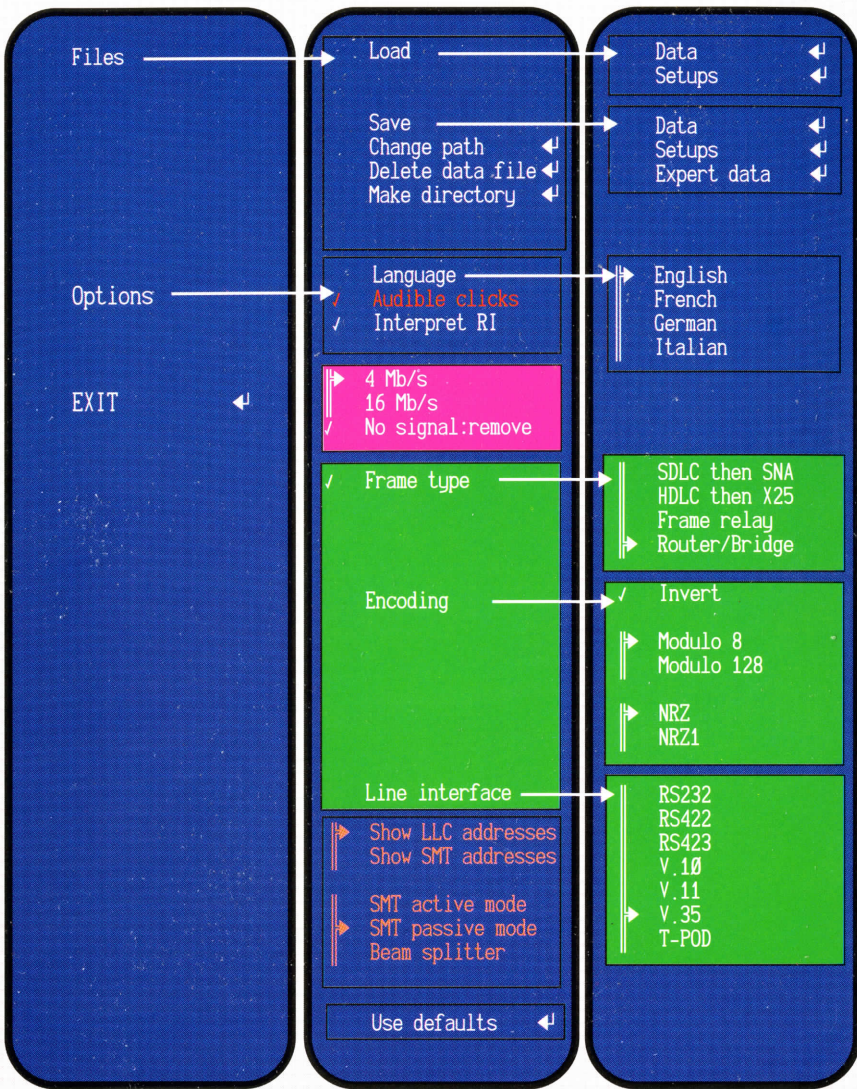 Files
Options
EXIT
Load
Save
Change path
Delete data file
Make directory
Language
Audible clicks
Interpret RI
4 Mb/s
16 Mb/s
No signal:remove
Frame type
Encoding
Line interface
Show LLC addresses
Show SMT addresses
SMT active mode
SMT passive mode
Beam splitter
Use defaults
Data
Setups
Data
Setups
Expert data
English
French
German
Italian
SDLC then SNA
HDLC then X25
Frame relay
Router/Bridge
Invert
Modulo 8
Modulo 128
NRZ
NRZ1
RS232
RS422
RS423
V.10
V.11
V.35
T-POD